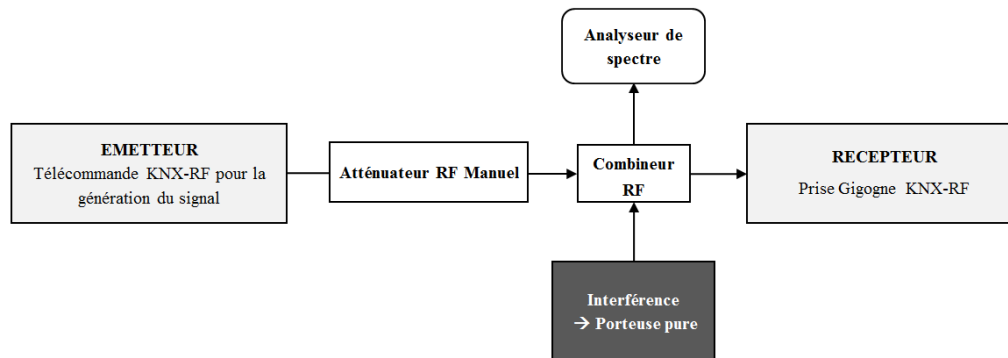 Analyseur de
spectre
EMETTEUR
Télécommande KNX-RF pour la
génération du signal
Atténuateur RF Manuel
Combineur
RF
RECEPTEUR
Prise Gigogne KNX-RF
Interférence
→ Porteuse pure